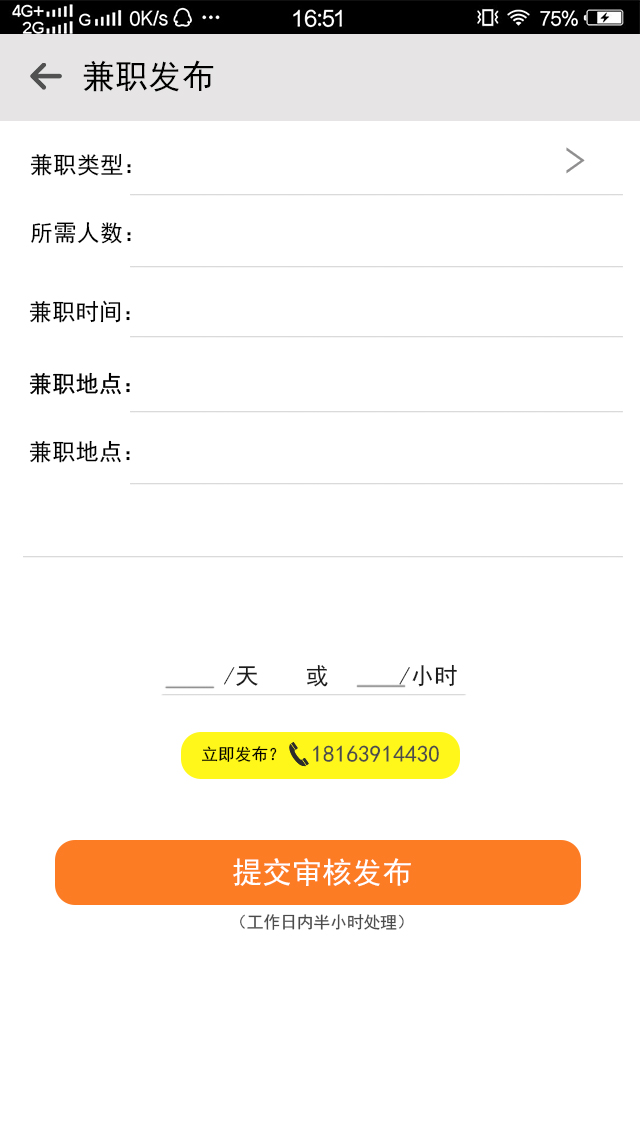 4G+ 2G G 0K/s ··· 16:51 75%
兼职发布
兼职类型：
所需人数：
兼职时间：
兼职地点：
兼职地点：
____ /天 或 ____/小时
立即发布？ 18163914430
提交审核发布
（工作日内半小时处理）